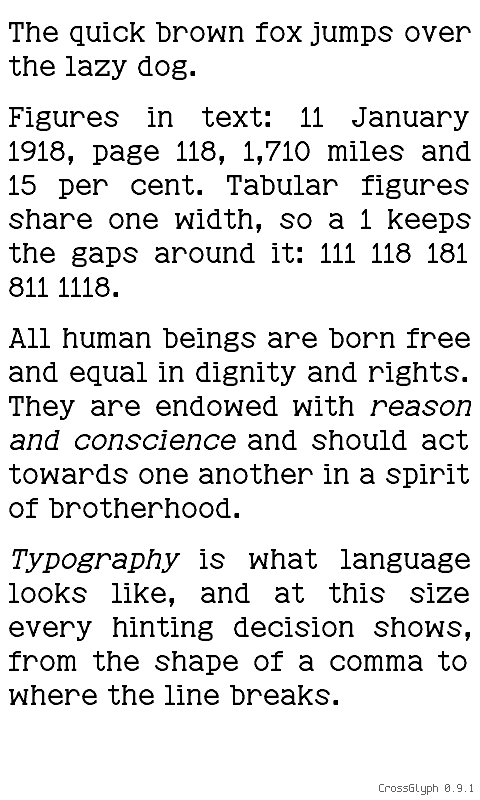 The quick brown fox jumps over
the lazy dog.
Figures in text: 11 January
1918, page 118, 1,710 miles and
15 per cent. Tabular figures
share one width, so a 1 keeps
the gaps around it: 111 118 181
811 1118.
All human beings are born free
and equal in dignity and rights.
They are endowed with reason
and conscience and should act
towards one another in a spirit
of brotherhood.
Typography is what language
looks like, and at this size
every hinting decision shows,
from the shape of a comma to
where the line breaks.
CrossGlyph 0.9.1